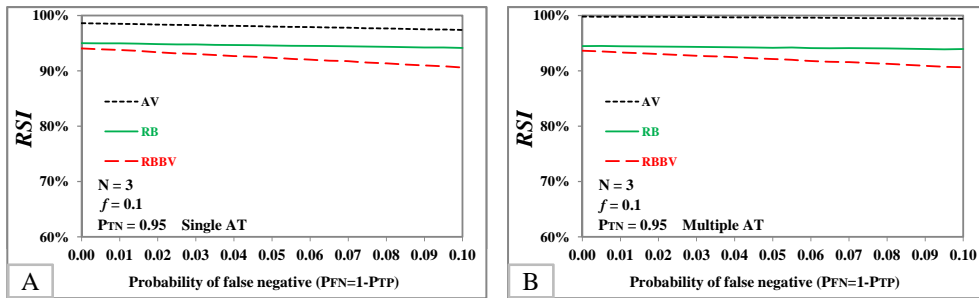 100%
90%
80%
70%
60%
RSI
AV
RB
RBBV
N = 3
f = 0.1
PTN = 0.95 Single AT
0.00 0.01 0.02 0.03 0.04 0.05 0.06 0.07 0.08 0.09 0.10
Probability of false negative (PFN=1-PTP)
A
100%
90%
80%
70%
60%
RSI
AV
RB
RBBV
N = 3
f = 0.1
PTN = 0.95 Multiple AT
0.00 0.01 0.02 0.03 0.04 0.05 0.06 0.07 0.08 0.09 0.10
Probability of false negative (PFN=1-PTP)
B